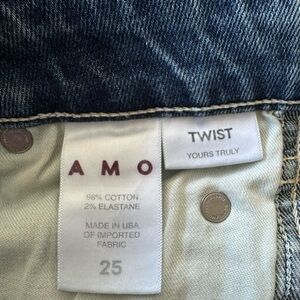 AMO
98% COTTON
2% ELASTANE
MADE IN USA
OF IMPORTED
FABRIC
25
TWIST
YOURS TRULY